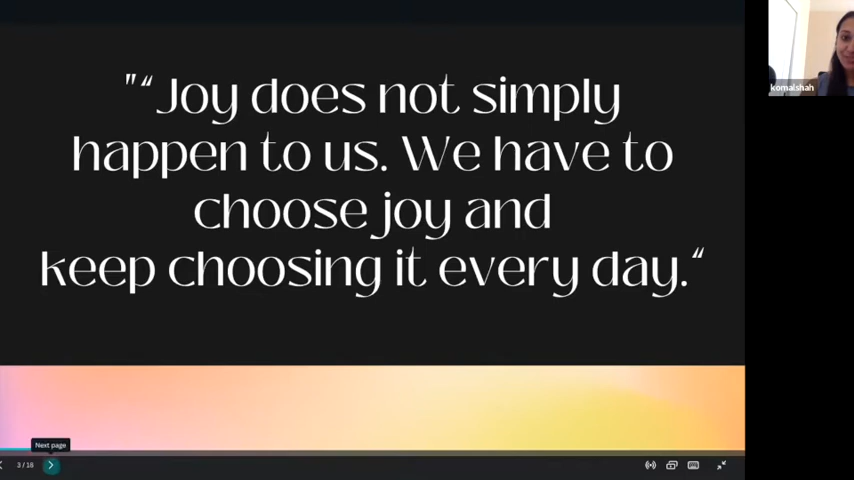 "“Joy does not simply
happen to us. We have to
choose joy and
keep choosing it every day.“
komalshah
Next page
3 / 18